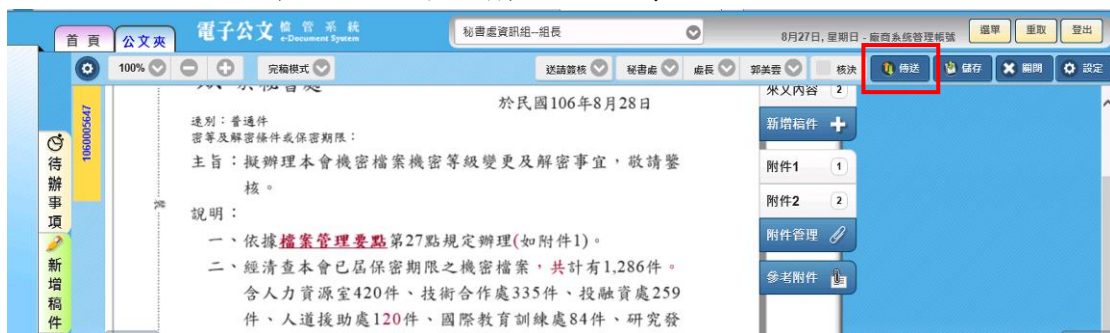 首頁
公文夾
電子公文 檔管系統
e-Document System
秘書處資訊組--組長
8月27日, 星期日 - 廠商系統管理帳號
選單
重取
登出
100%
完稿模式
送請簽核
秘書處
處長
郭美雲
核決
傳送
儲存
關閉
設定
1060005647
待辦事項
新增稿件
於民國106年8月28日
速別：普通件
密等及解密條件或保密期限：
主旨：擬辦理本會機密檔案機密等級變更及解密事宜，敬請鑒
核。
說明：
一、依據檔案管理要點第27點規定辦理(如附件1)。
二、經清查本會已屆保密期限之機密檔案，共計有1,286件。
含人力資源室420件、技術合作處335件、投融資處259
件、人道援助處120件、國際教育訓練處84件、研究發
來文內容 2
新增稿件
附件1 1
附件2 2
附件管理
參考附件